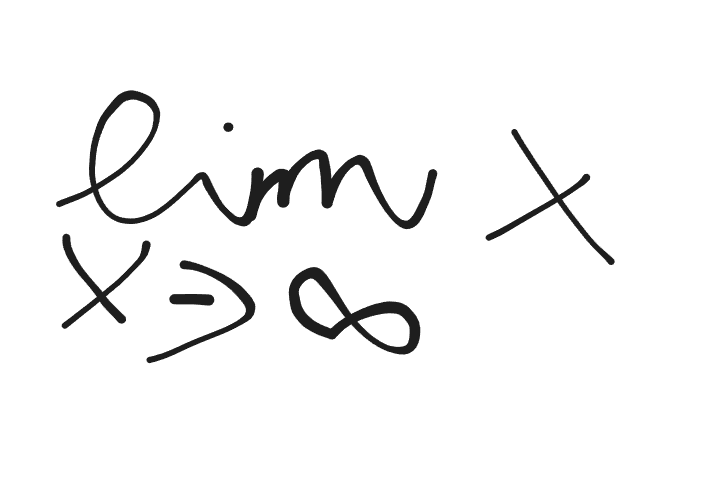 lim x
x → ∞